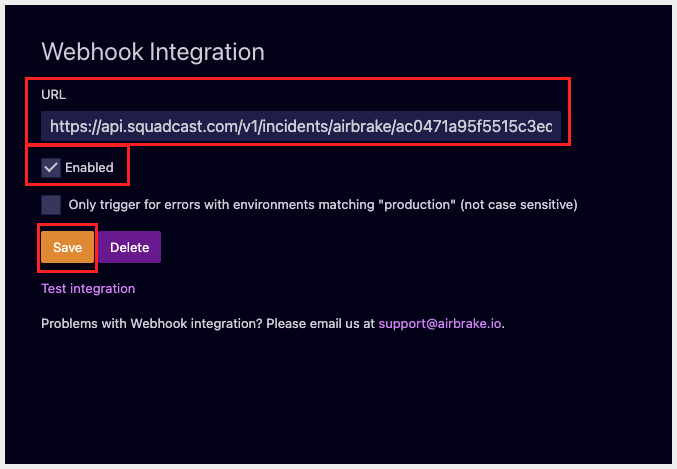 Webhook Integration
URL
https://api.squadcast.com/v1/incidents/airbrake/ac0471a95f5515c3ec
Enabled
Only trigger for errors with environments matching "production" (not case sensitive)
Save Delete
Test integration
Problems with Webhook integration? Please email us at support@airbrake.io.